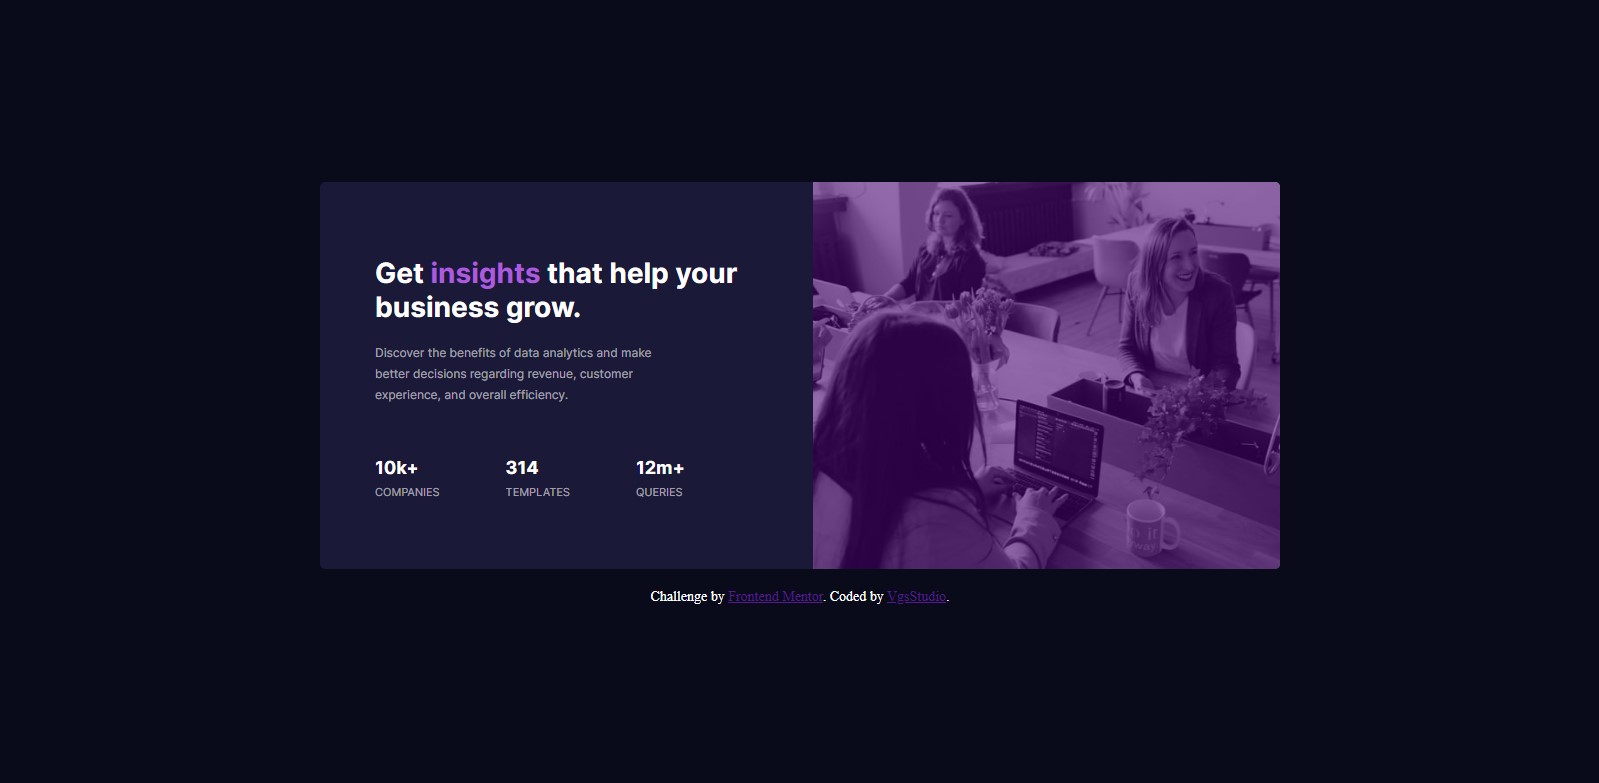 Get insights that help your
business grow.
Discover the benefits of data analytics and make
better decisions regarding revenue, customer
experience, and overall efficiency.
10k+ 314 12m+
COMPANIES TEMPLATES QUERIES
Challenge by Frontend Mentor. Coded by VgsStudio.